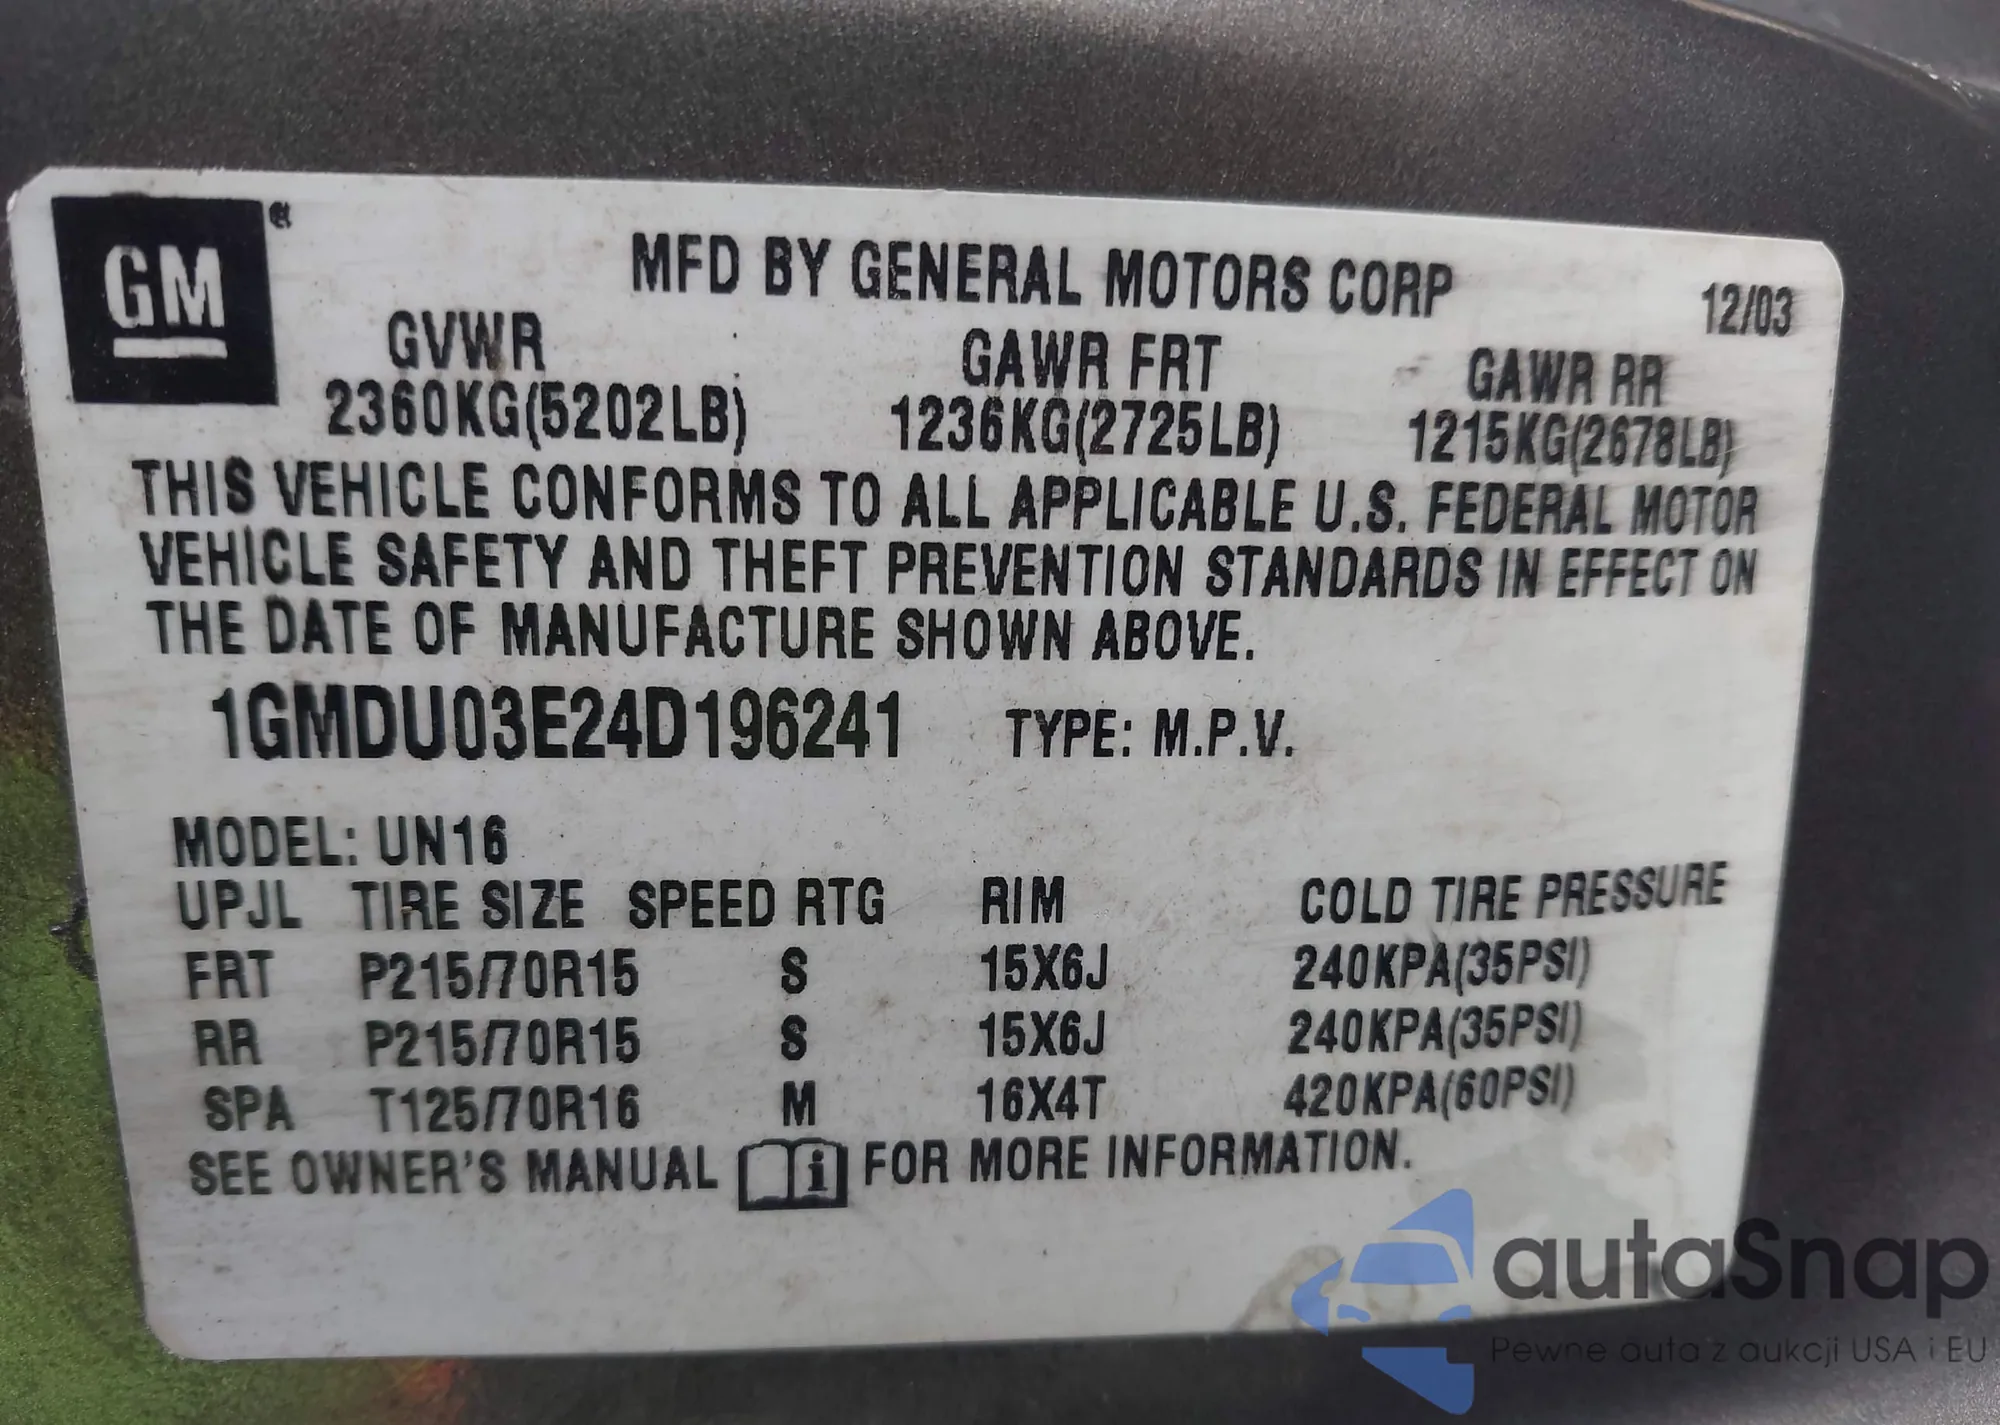 GM®
MFD BY GENERAL MOTORS CORP 12/03
GVWR GAWR FRT GAWR RR
2360KG(5202LB) 1236KG(2725LB) 1215KG(2678LB)
THIS VEHICLE CONFORMS TO ALL APPLICABLE U.S. FEDERAL MOTOR
VEHICLE SAFETY AND THEFT PREVENTION STANDARDS IN EFFECT ON
THE DATE OF MANUFACTURE SHOWN ABOVE.
1GMDU03E24D196241 TYPE: M.P.V.
MODEL: UN16
UPJL TIRE SIZE SPEED RTG RIM COLD TIRE PRESSURE
FRT P215/70R15 S 15X6J 240KPA(35PSI)
RR P215/70R15 S 15X6J 240KPA(35PSI)
SPA T125/70R16 M 16X4T 420KPA(60PSI)
SEE OWNER'S MANUAL i FOR MORE INFORMATION.
autaSnap
Pewne auta z aukcji USA i EU